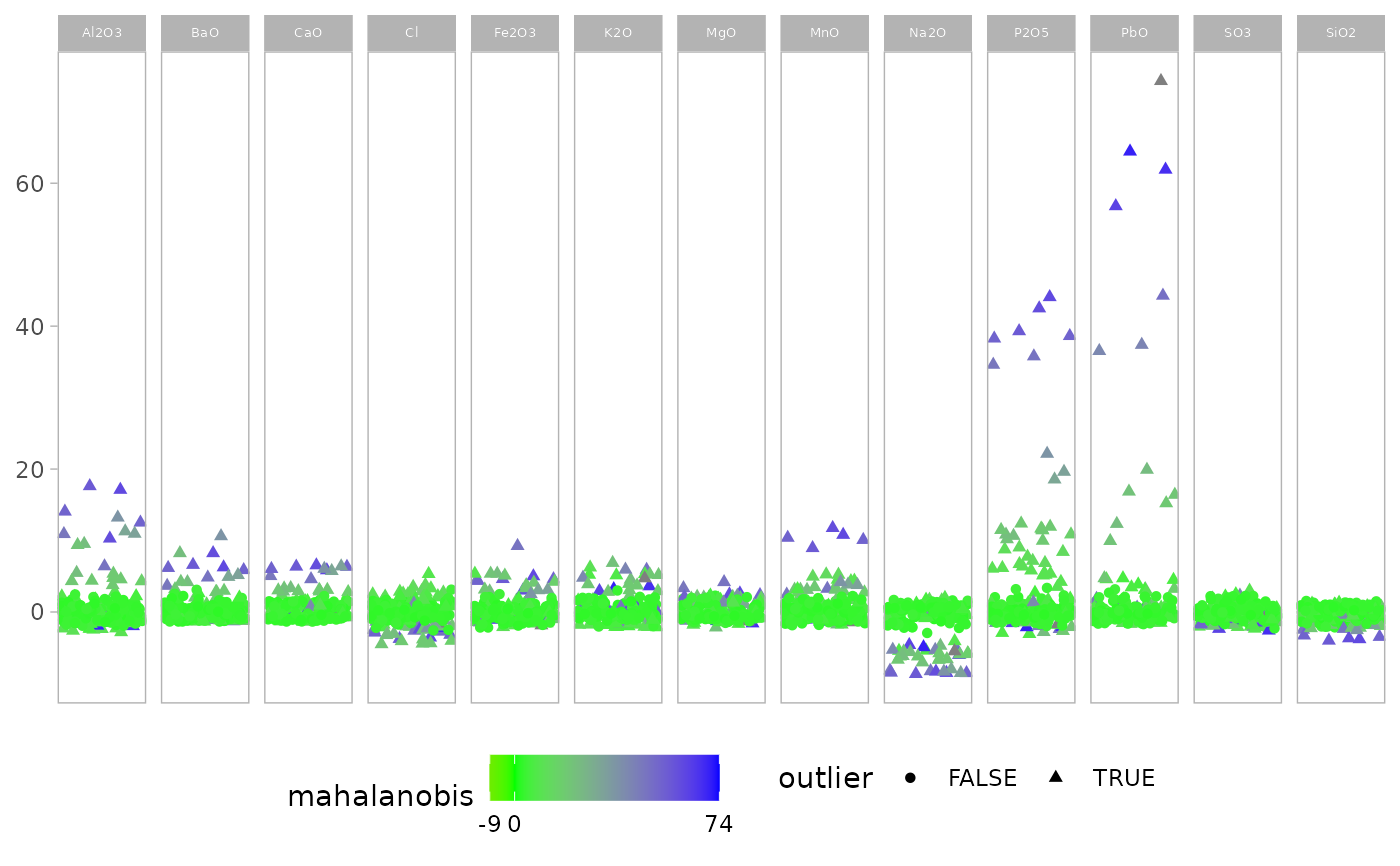 Al2O3 BaO CaO Cl Fe2O3 K2O MgO MnO Na2O P2O5 PbO SO3 SiO2
60
40
20
0
mahalanobis
-9 0 74
outlier FALSE TRUE